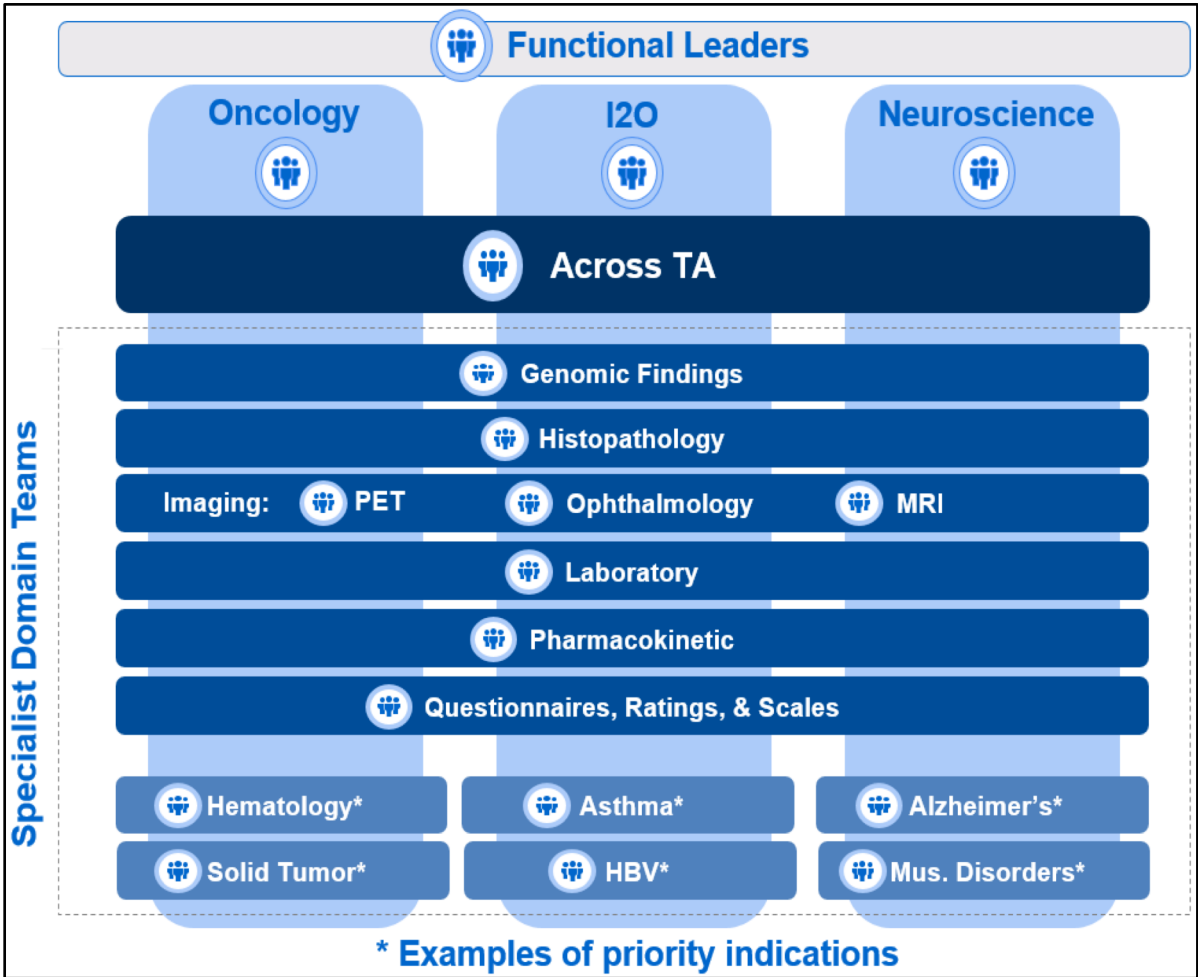 Functional Leaders
Oncology
I2O
Neuroscience
Across TA
Specialist Domain Teams
Genomic Findings
Histopathology
Imaging: PET Ophthalmology MRI
Laboratory
Pharmacokinetic
Questionnaires, Ratings, & Scales
Hematology* Asthma* Alzheimer's*
Solid Tumor* HBV* Mus. Disorders*
* Examples of priority indications